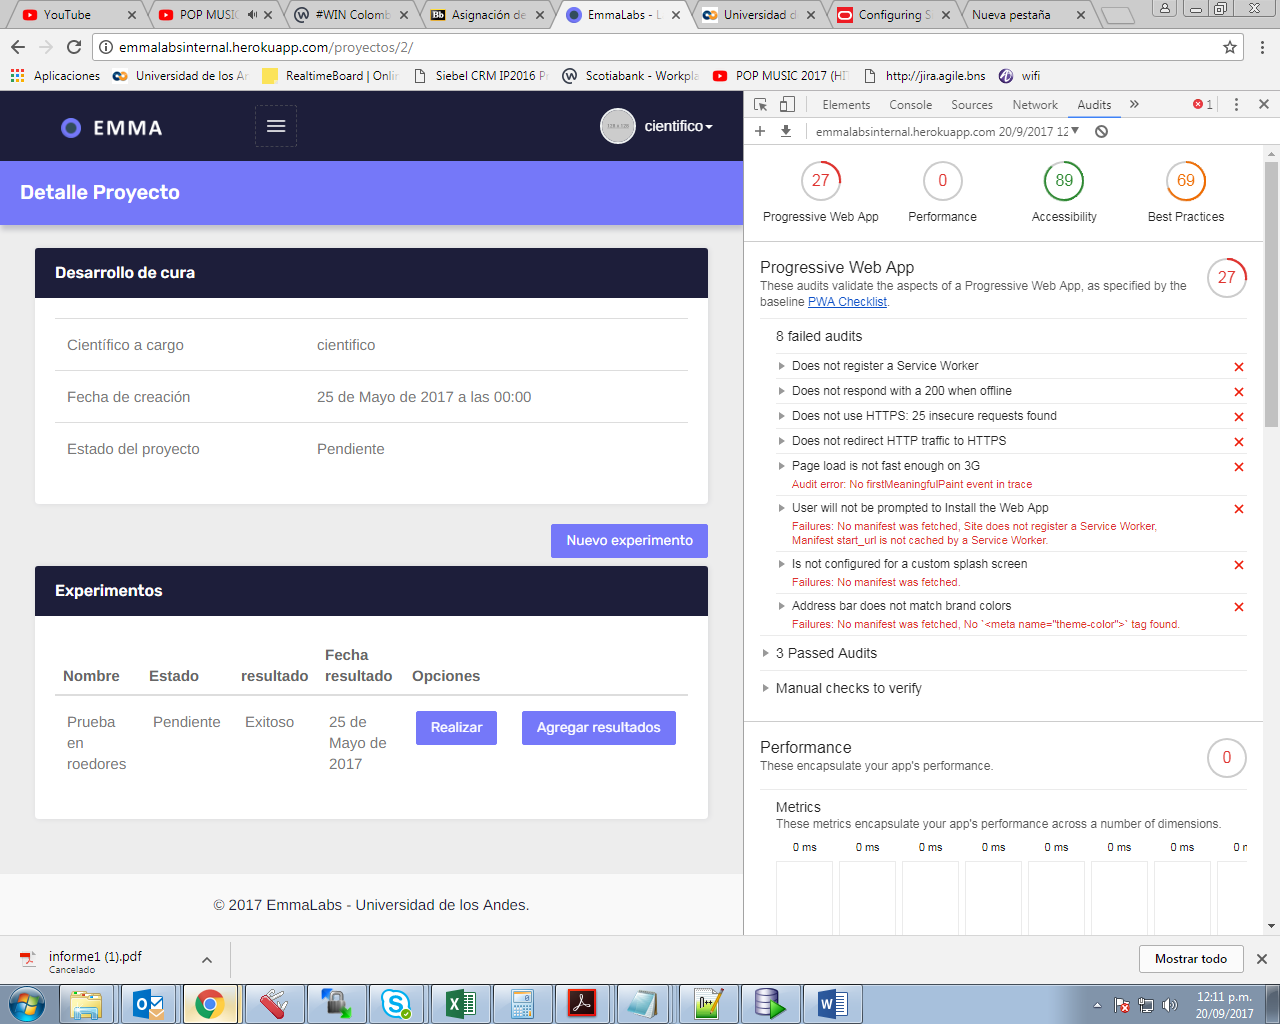 YouTube
POP MUSIC
#WIN Colomb
Asignación de
EmmaLabs - L
Universidad d
Configuring S
Nueva pestaña
emmalabsinternal.herokuapp.com/proyectos/2/
Aplicaciones
Universidad de los An
RealtimeBoard | Onli
Siebel CRM IP2016 P
Scotiabank - Workpla
POP MUSIC 2017 (HI
http://jira.agile.bns
wifi
EMMA
cientifico
Elements Console Sources Network Audits » 1
emmalabsinternal.herokuapp.com 20/9/2017 12
Detalle Proyecto
27 0 89 69
Progressive Web App Performance Accessibility Best Practices
Desarrollo de cura
Científico a cargo cientifico
Fecha de creación 25 de Mayo de 2017 a las 00:00
Estado del proyecto Pendiente
Nuevo experimento
Experimentos
Nombre Estado resultado Fecha resultado Opciones
Prueba en roedores Pendiente Exitoso 25 de Mayo de 2017 Realizar Agregar resultados
© 2017 EmmaLabs - Universidad de los Andes.
Progressive Web App 27
These audits validate the aspects of a Progressive Web App, as specified by the
baseline PWA Checklist.
8 failed audits
Does not register a Service Worker
Does not respond with a 200 when offline
Does not use HTTPS: 25 insecure requests found
Does not redirect HTTP traffic to HTTPS
Page load is not fast enough on 3G
Audit error: No firstMeaningfulPaint event in trace
User will not be prompted to Install the Web App
Failures: No manifest was fetched, Site does not register a Service Worker,
Manifest start_url is not cached by a Service Worker.
Is not configured for a custom splash screen
Failures: No manifest was fetched.
Address bar does not match brand colors
Failures: No manifest was fetched, No `<meta name="theme-color">` tag found.
3 Passed Audits
Manual checks to verify
Performance 0
These encapsulate your app's performance.
Metrics
These metrics encapsulate your app's performance across a number of dimensions.
0 ms 0 ms 0 ms 0 ms 0 ms 0 ms 0 ms 0 m
informe1 (1).pdf
Cancelado
Mostrar todo
12:11 p.m.
20/09/2017